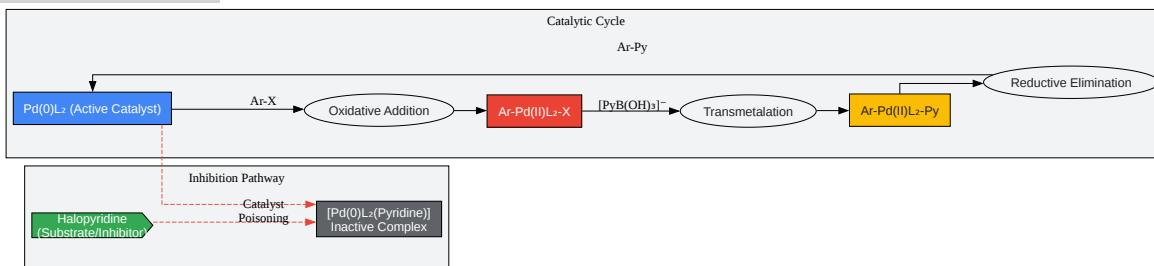 Catalytic Cycle
Ar-Py
Reductive Elimination
Pd(0)L₂ (Active Catalyst)
Ar-X
Oxidative Addition
Ar-Pd(II)L₂-X
[PyB(OH)₃]⁻
Transmetalation
Ar-Pd(II)L₂-Py
Inhibition Pathway
Halopyridine
(Substrate/Inhibitor)
Catalyst
Poisoning
[Pd(0)L₂(Pyridine)]
Inactive Complex